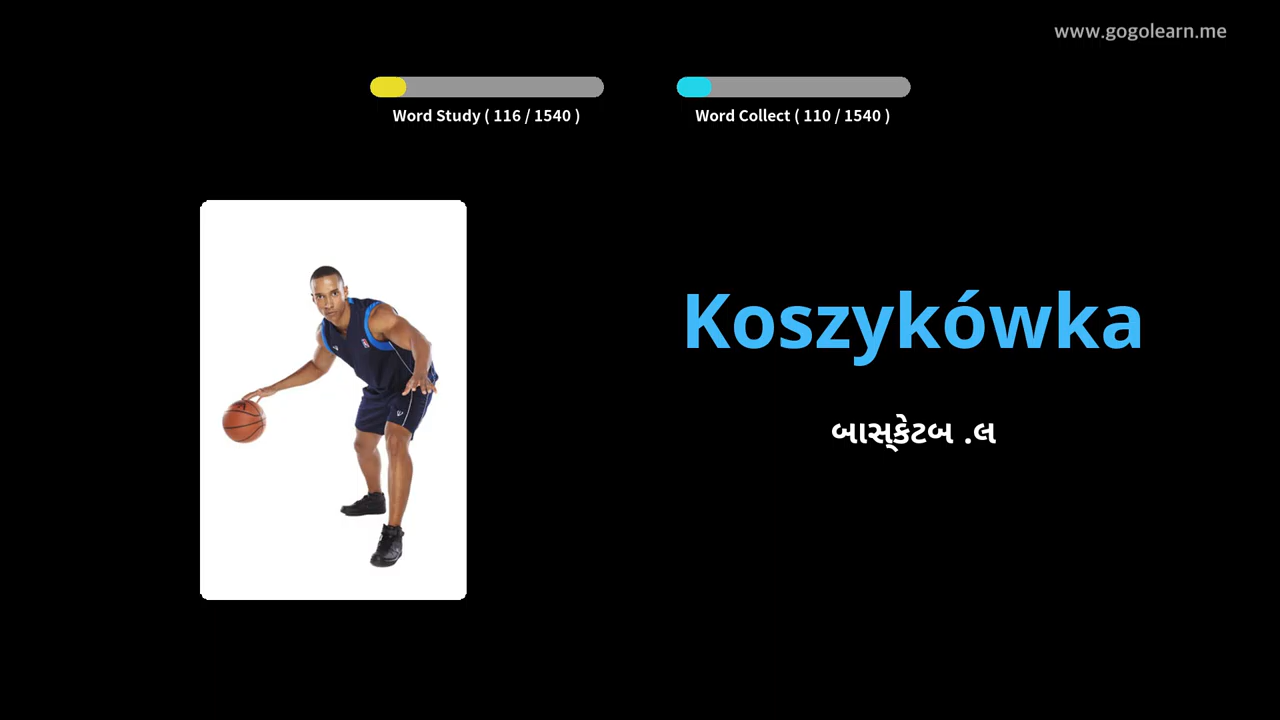 www.gogolearn.me
Word Study ( 116 / 1540 )
Word Collect ( 110 / 1540 )
Koszykówka
બાસ્કેટબ .લ